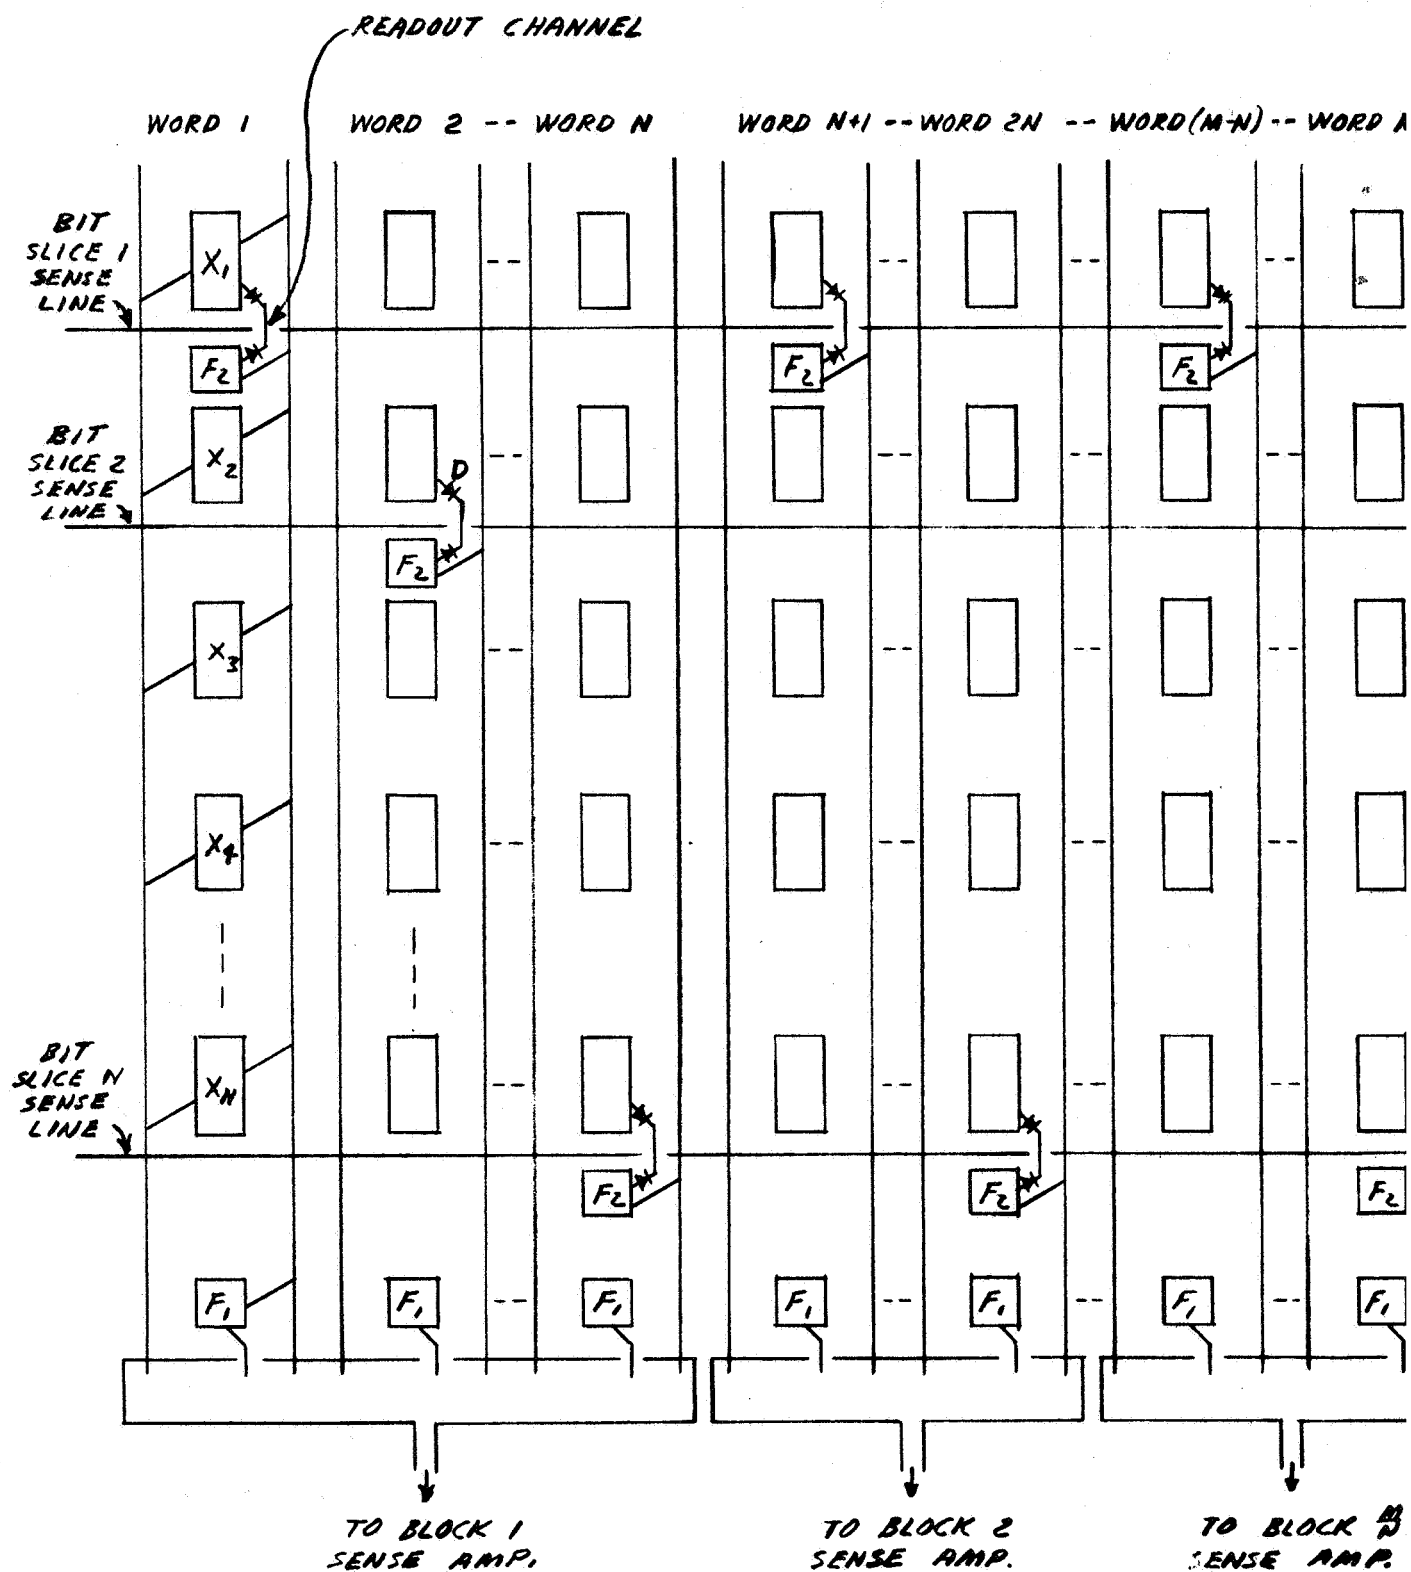 READOUT CHANNEL
WORD 1 WORD 2 -- WORD N WORD N+1 -- WORD 2N -- WORD (M-N) -- WORD
BIT
SLICE 1
SENSE
LINE
X1
F2 F2 F2
BIT
SLICE 2
SENSE
LINE
X2
D
F2
X3
X4
BIT
SLICE N
SENSE
LINE
XN
F2 F2 F2
F1 F1 -- F1 F1 -- F1 -- F1 -- F1
TO BLOCK 1
SENSE AMP.
TO BLOCK 2
SENSE AMP.
TO BLOCK M/N
SENSE AMP.